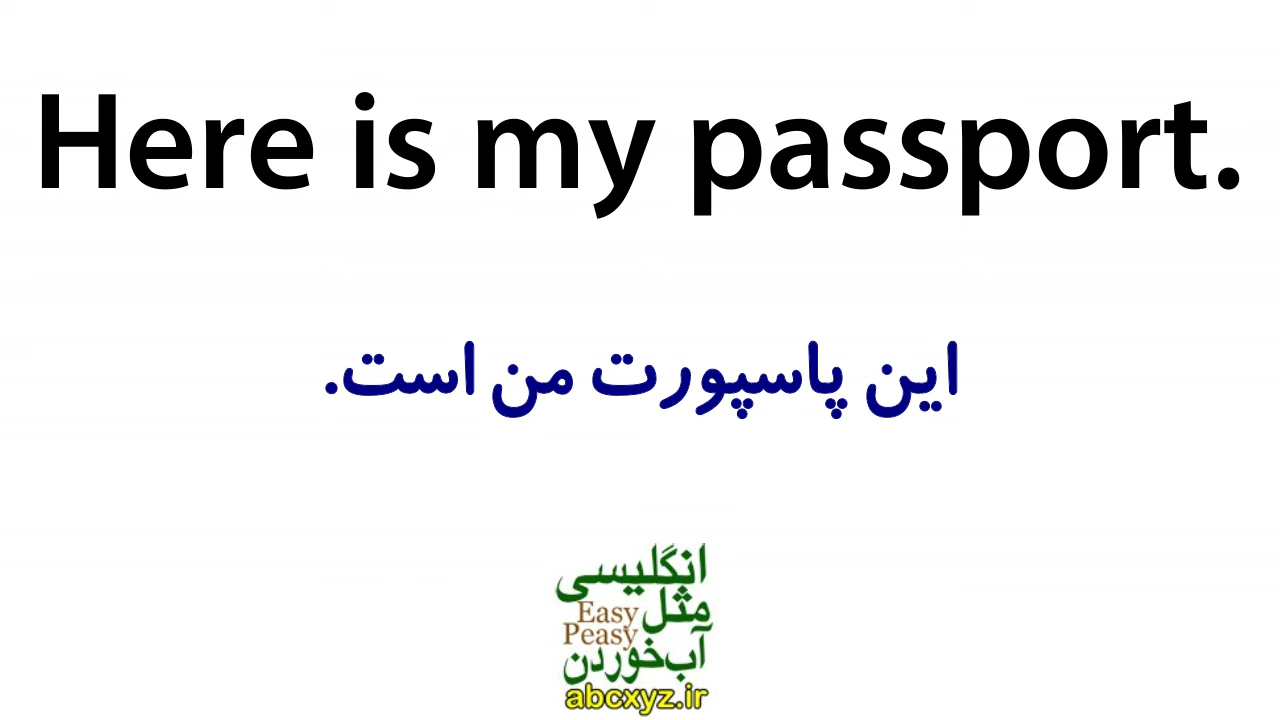 Here is my passport.
این پاسپورت من است.
انگلیسی
مثل
Easy
Peasy
آب‌خوردن
abcxyz.ir